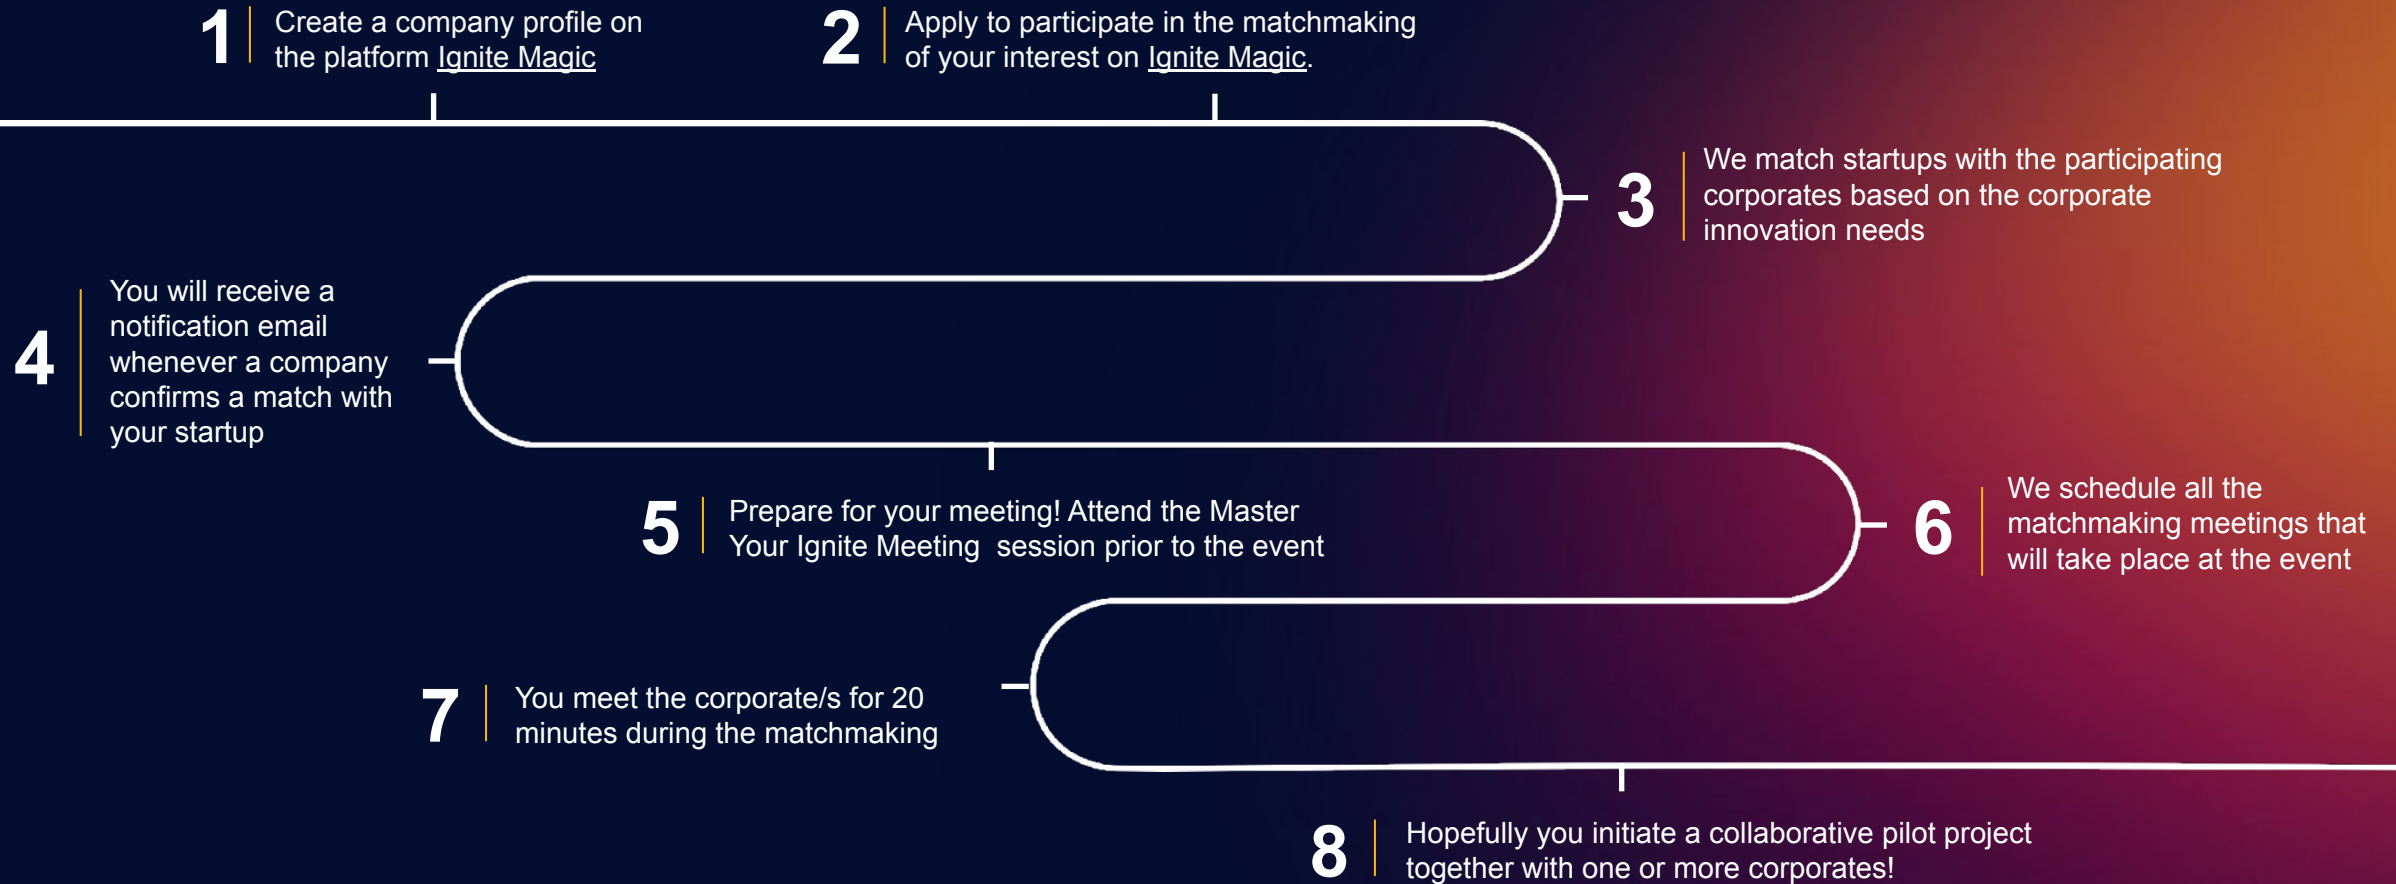 1
Create a company profile on
the platform Ignite Magic
2
Apply to participate in the matchmaking
of your interest on Ignite Magic.
3
We match startups with the participating
corporates based on the corporate
innovation needs
4
You will receive a
notification email
whenever a company
confirms a match with
your startup
5
Prepare for your meeting! Attend the Master
Your Ignite Meeting  session prior to the event
6
We schedule all the
matchmaking meetings that
will take place at the event
7
You meet the corporate/s for 20
minutes during the matchmaking
8
Hopefully you initiate a collaborative pilot project
together with one or more corporates!